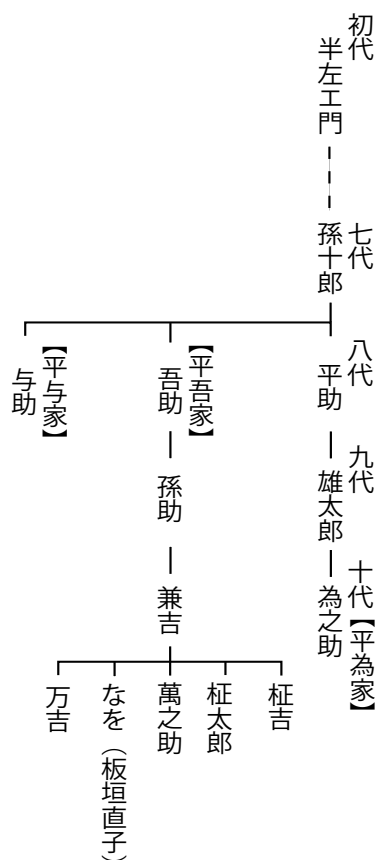 初代
半左エ門
七代
孫十郎
八代
平助
九代
雄太郎
十代【平為家】
為之助
【平吾家】
吾助
孫助
兼吉
柾吉
柾太郎
萬之助
なを（板垣直子）
万吉
【平与家】
与助